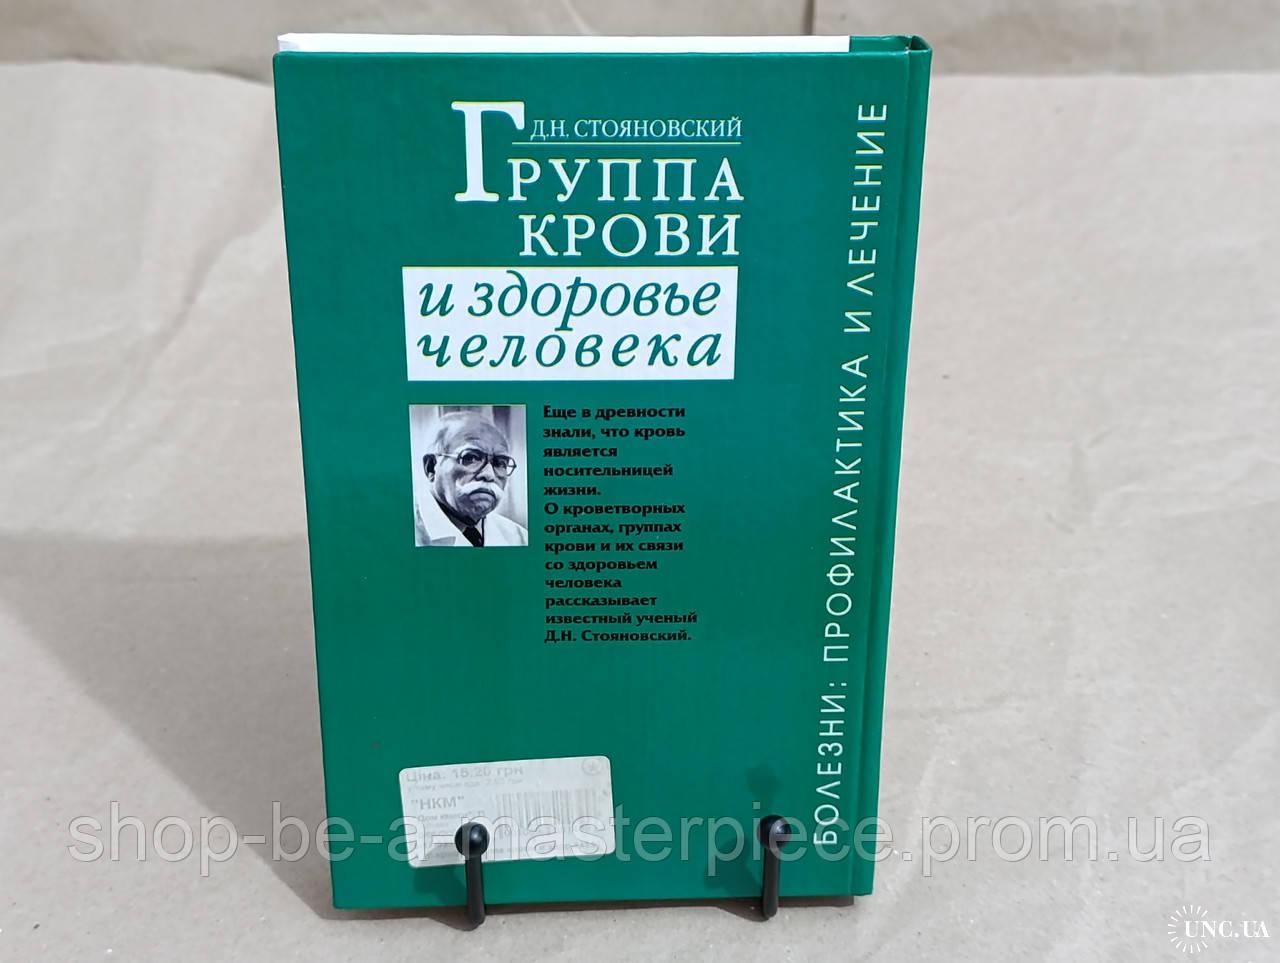 Д.Н. СТОЯНОВСКИЙ
ГРУППА
КРОВИ
и здоровье
человека
Еще в древности
знали, что кровь
является
носительницей
жизни.
О кроветворных
органах, группах
крови и их связи
со здоровьем
человека
рассказывает
известный ученый
Д.Н. Стояновский.
БОЛЕЗНИ: ПРОФИЛАКТИКА И ЛЕЧЕНИЕ
Ціна: 15.20 грн
"НКМ"
shop-be-a-masterpiece.prom.ua
UNC.UA